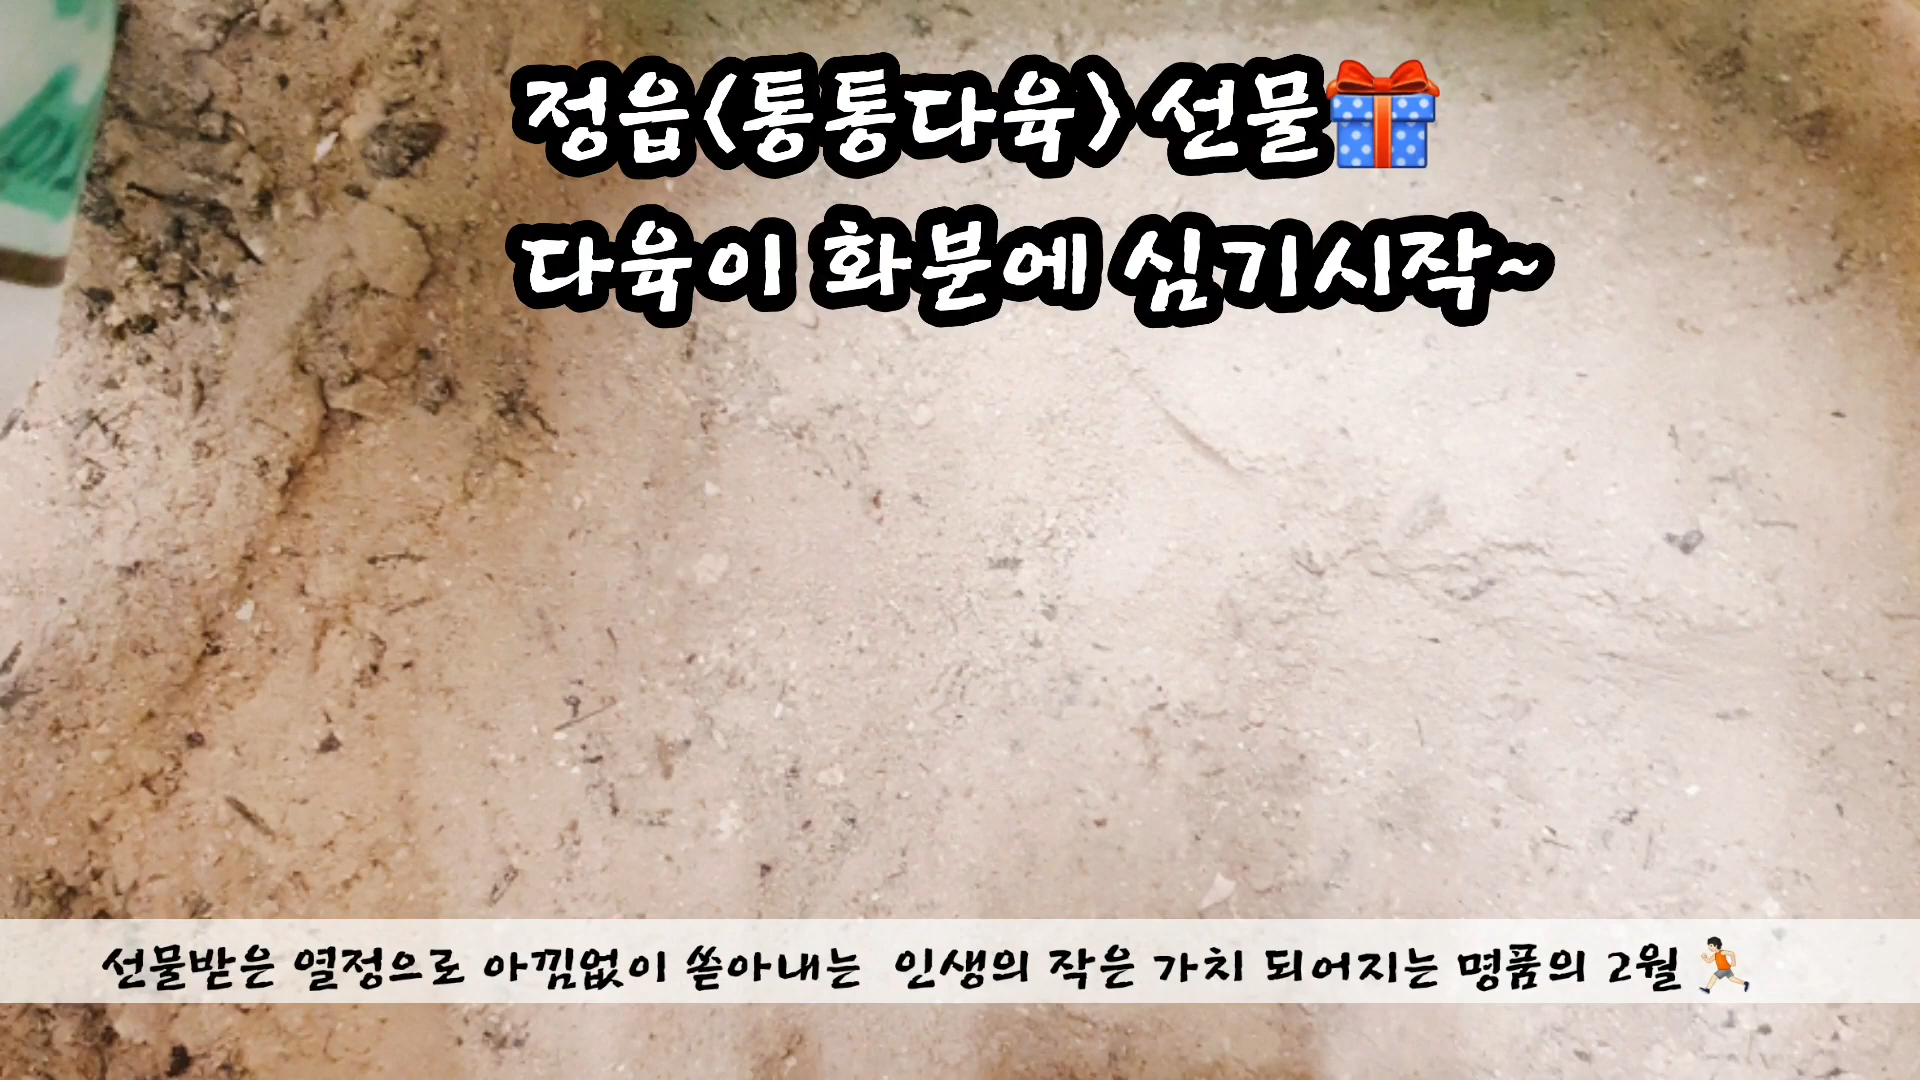 정읍<통통다육> 선물🎁
다육이 화분에 심기시작~
선물받은 열정으로 아낌없이 쏟아내는 인생의 작은 가치 되어지는 명품의 2월🏃